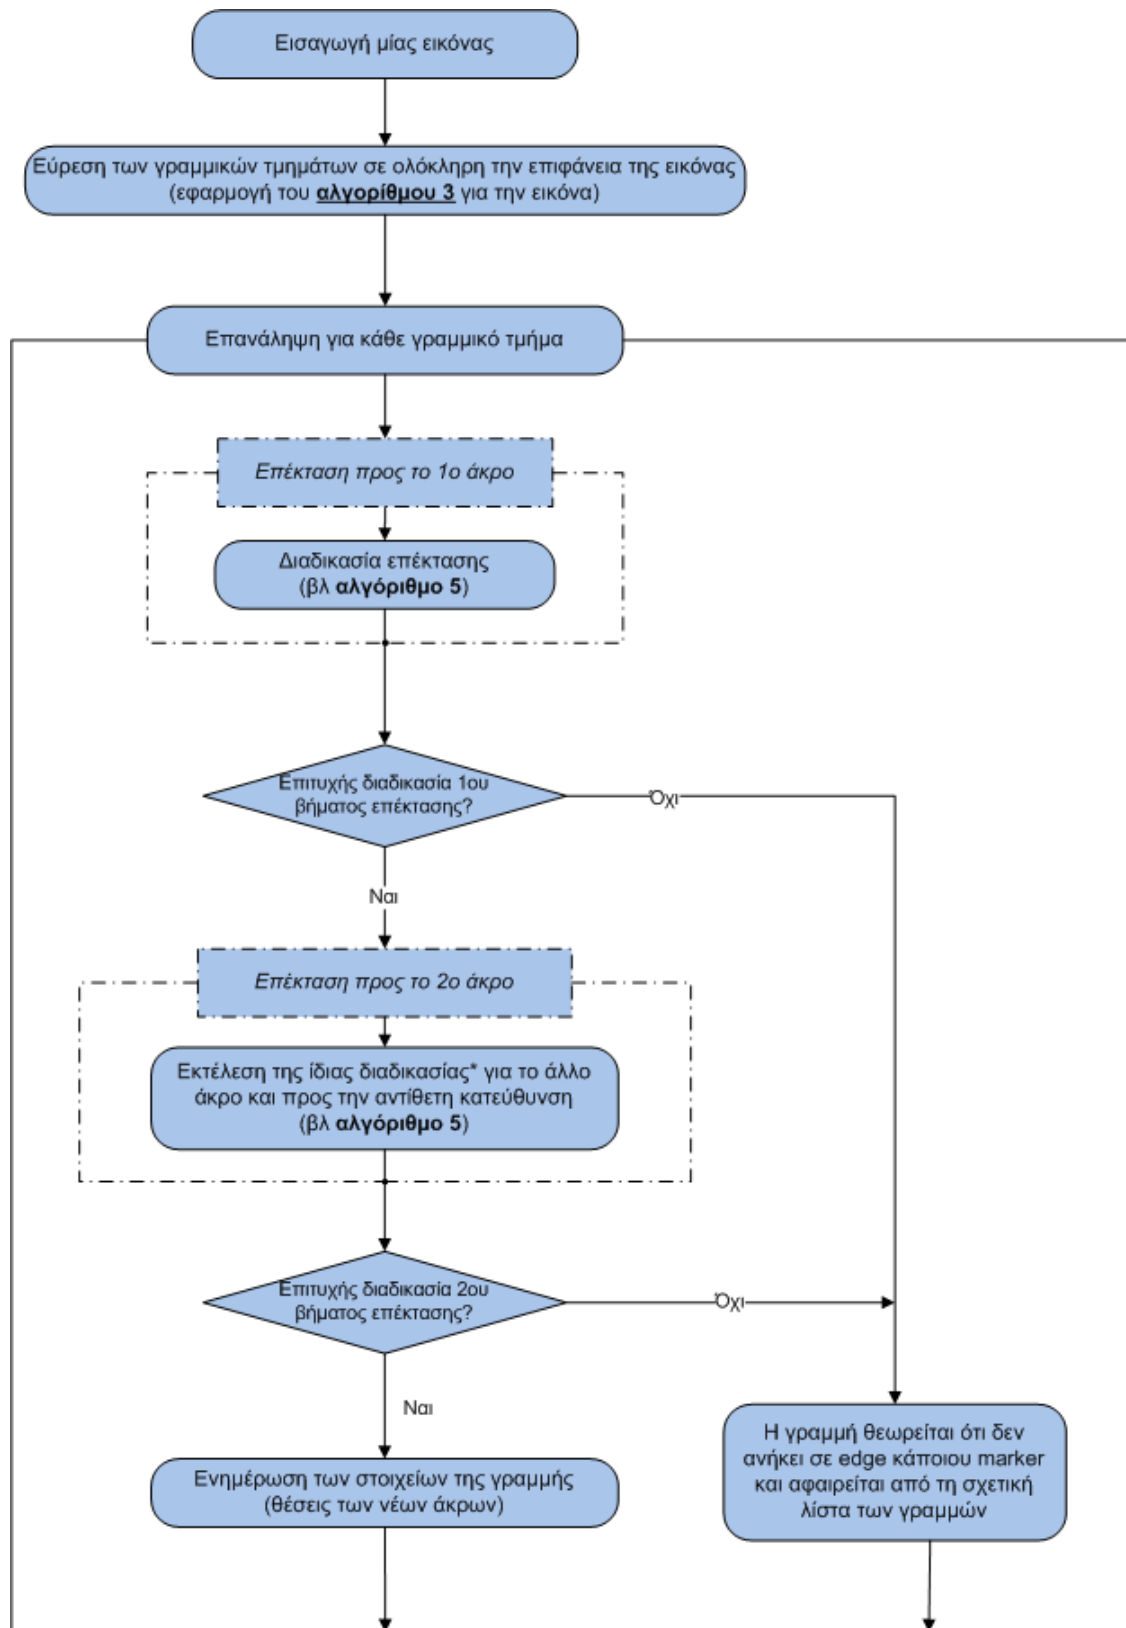 Εισαγωγή μίας εικόνας
Εύρεση των γραμμικών τμημάτων σε ολόκληρη την επιφάνεια της εικόνας
(εφαρμογή του αλγορίθμου 3 για την εικόνα)
Επανάληψη για κάθε γραμμικό τμήμα
Επέκταση προς το 1ο άκρο
Διαδικασία επέκτασης
(βλ αλγόριθμο 5)
Επιτυχής διαδικασία 1ου
βήματος επέκτασης?
Όχι
Ναι
Επέκταση προς το 2ο άκρο
Εκτέλεση της ίδιας διαδικασίας* για το άλλο
άκρο και προς την αντίθετη κατεύθυνση
(βλ αλγόριθμο 5)
Επιτυχής διαδικασία 2ου
βήματος επέκτασης?
Όχι
Ναι
Ενημέρωση των στοιχείων της γραμμής
(θέσεις των νέων άκρων)
Η γραμμή θεωρείται ότι δεν
ανήκει σε edge κάποιου marker
και αφαιρείται από τη σχετική
λίστα των γραμμών